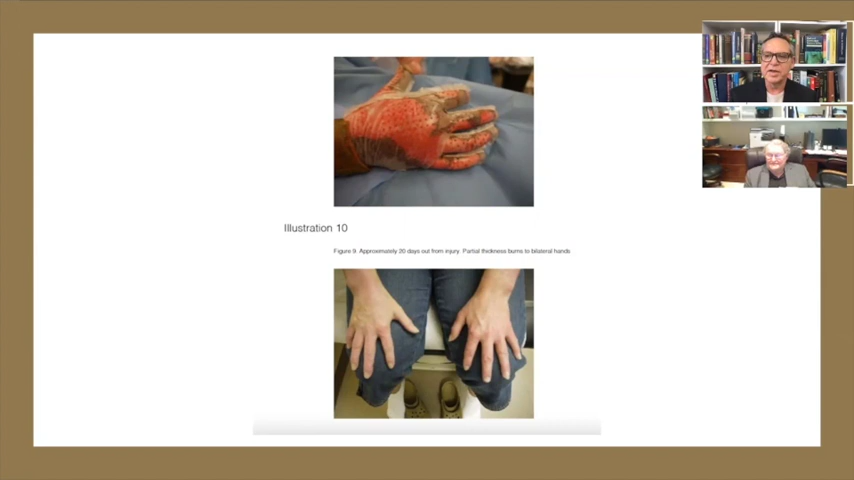 Illustration 10
Figure 9. Approximately 20 days out from injury. Partial thickness burns to bilateral hands